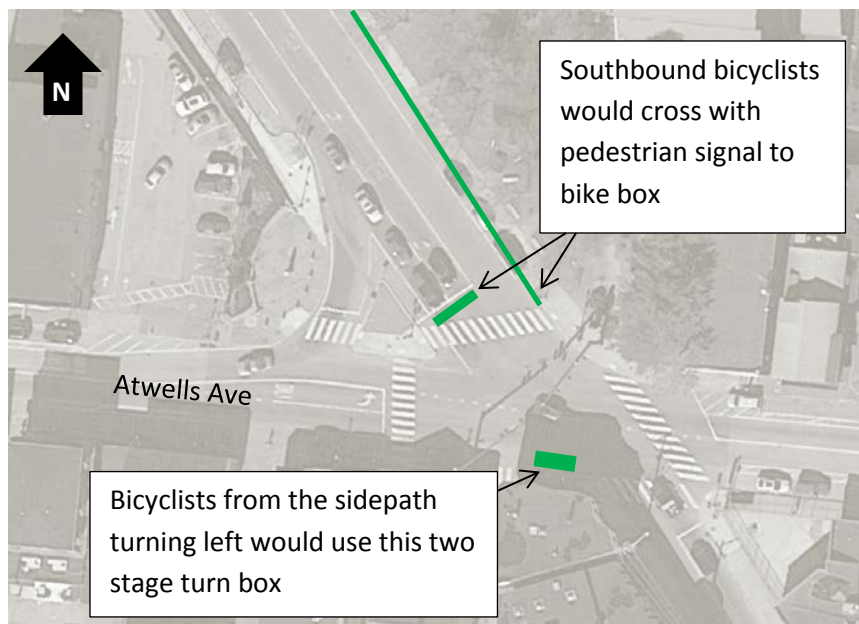 N
Southbound bicyclists
would cross with
pedestrian signal to
bike box
Atwells Ave
Bicyclists from the sidepath
turning left would use this two
stage turn box